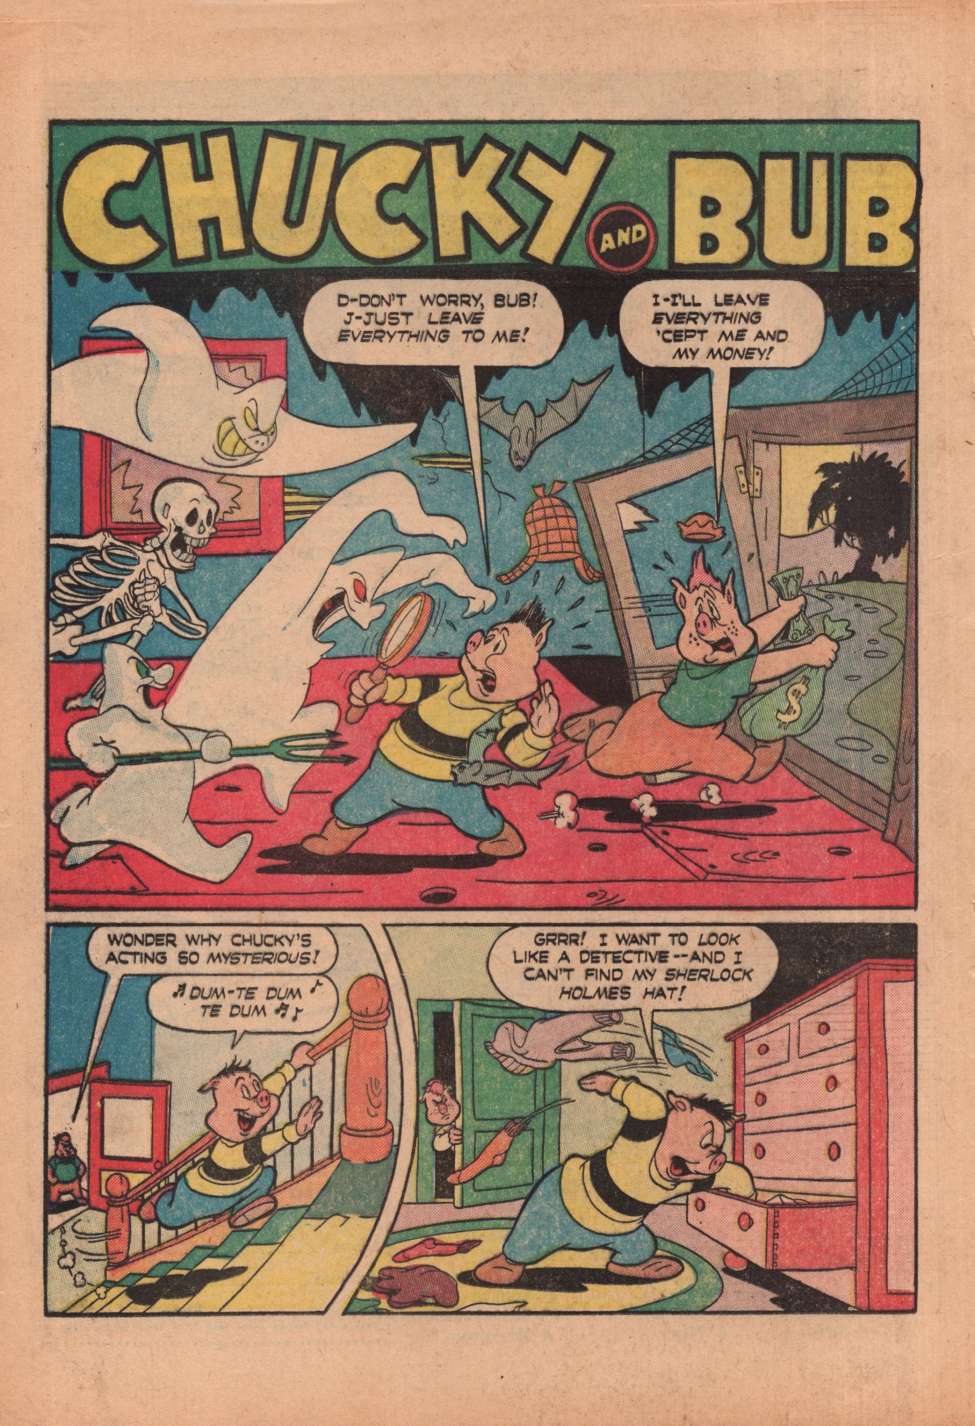 CHUCKY AND BUB
D-DON'T WORRY, BUB!
J-JUST LEAVE
EVERYTHING TO ME!
I-I'LL LEAVE
EVERYTHING
'CEPT ME AND
MY MONEY!
$
WONDER WHY CHUCKY'S
ACTING SO MYSTERIOUS!
♫ DUM-TE DUM ♪
TE DUM ♫♪
GRRR! I WANT TO LOOK
LIKE A DETECTIVE--AND I
CAN'T FIND MY SHERLOCK
HOLMES HAT!